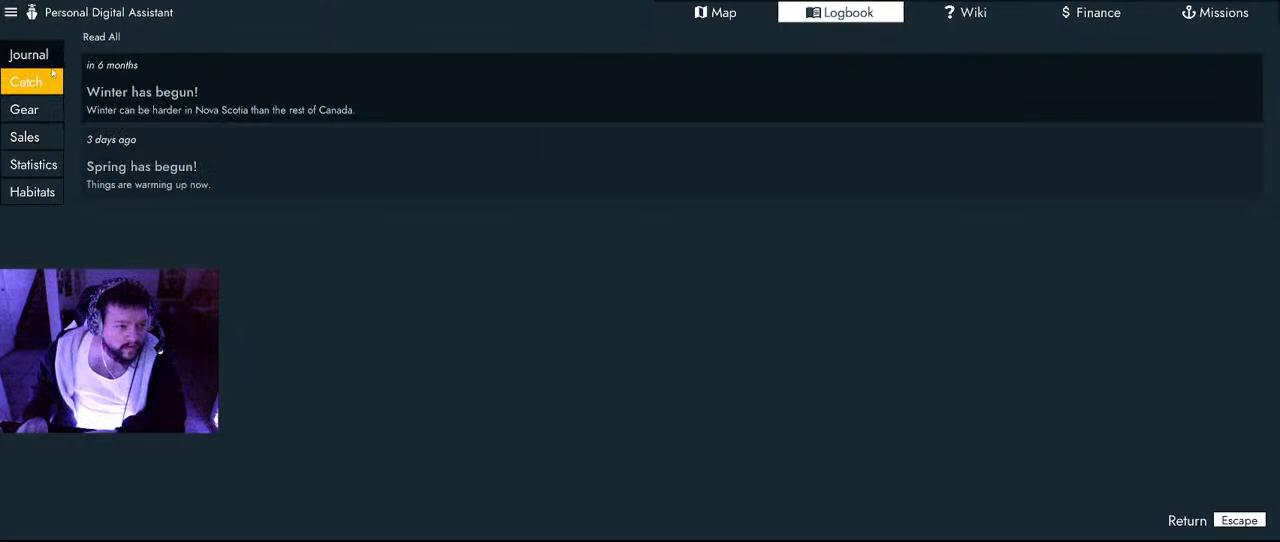 Personal Digital Assistant
Map
Logbook
? Wiki
$ Finance
Missions
Read All
Journal
Catch
Gear
Sales
Statistics
Habitats
in 6 months
Winter has begun!
Winter can be harder in Nova Scotia than the rest of Canada.
3 days ago
Spring has begun!
Things are warming up now.
Return Escape